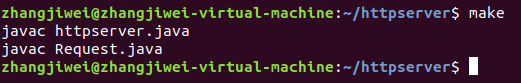 zhangjiwei@zhangjiwei-virtual-machine:~/httpserver$ make
javac httpserver.java
javac Request.java
zhangjiwei@zhangjiwei-virtual-machine:~/httpserver$